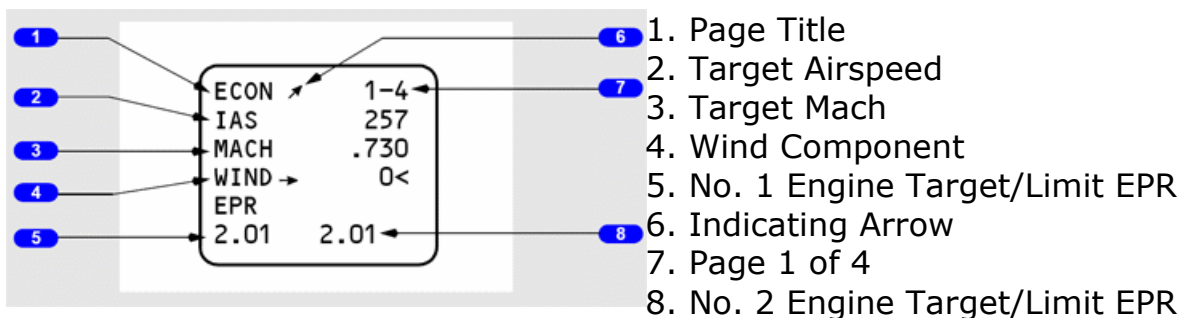 1
2
3
4
5
ECON 1-4
IAS 257
MACH .730
WIND → 0<
EPR
2.01 2.01
6
7
8
1. Page Title
2. Target Airspeed
3. Target Mach
4. Wind Component
5. No. 1 Engine Target/Limit EPR
6. Indicating Arrow
7. Page 1 of 4
8. No. 2 Engine Target/Limit EPR